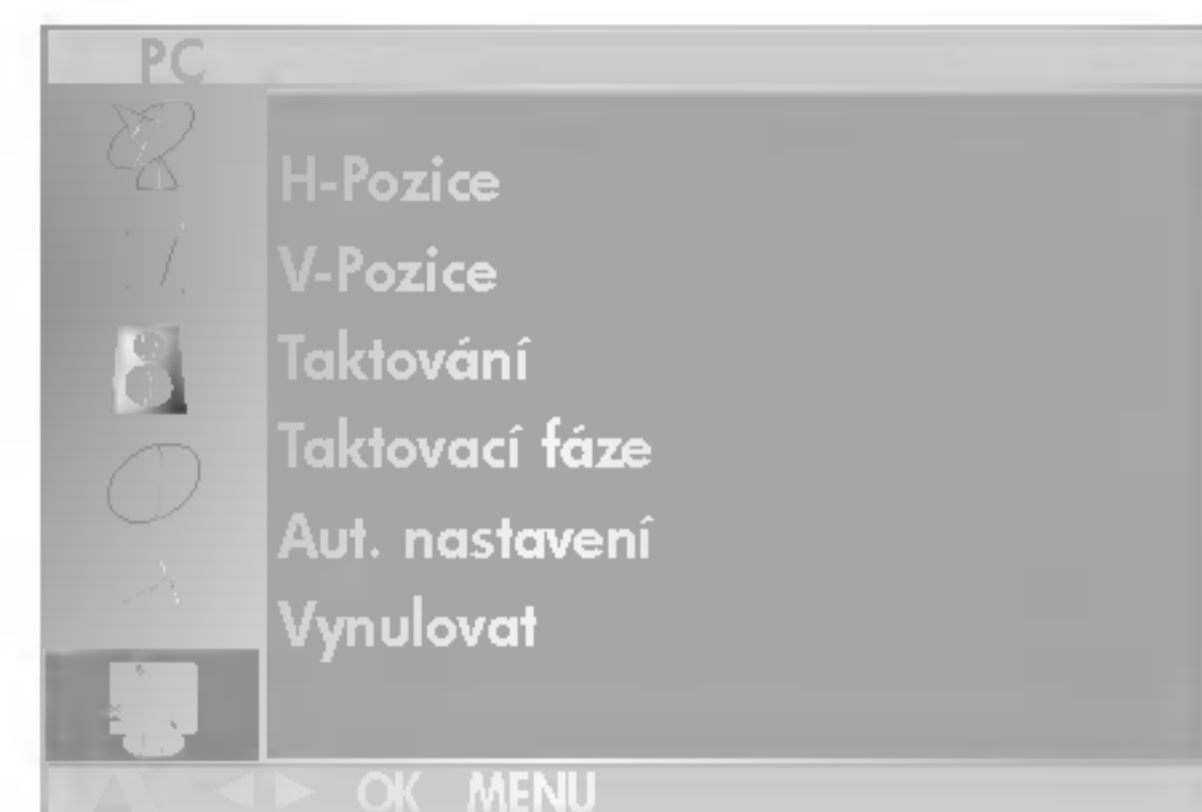 PC
H-Pozice
V-Pozice
Taktování
Taktovací fáze
Aut. nastavení
Vynulovat
OK MENU